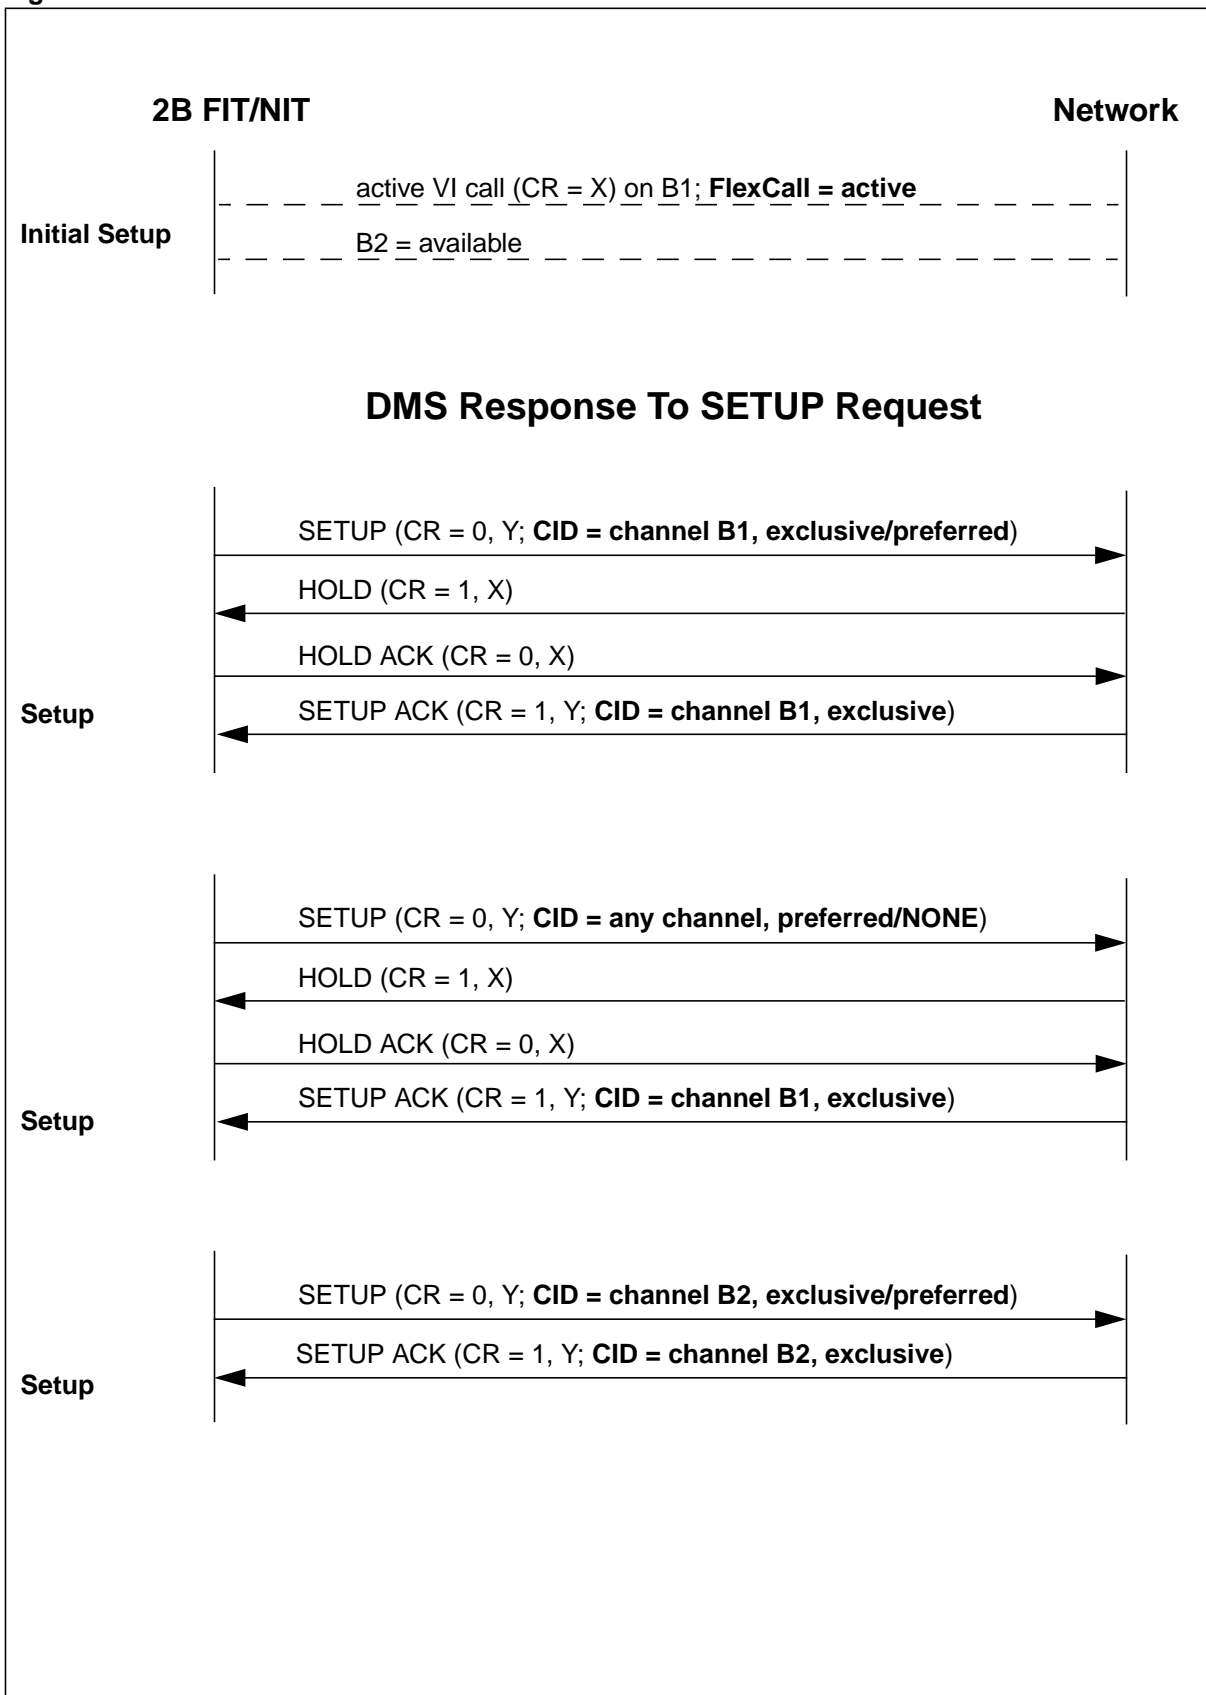 2B FIT/NIT
Network
active VI call (CR = X) on B1; FlexCall = active
Initial Setup
B2 = available
DMS Response To SETUP Request
SETUP (CR = 0, Y; CID = channel B1, exclusive/preferred)
HOLD (CR = 1, X)
HOLD ACK (CR = 0, X)
Setup
SETUP ACK (CR = 1, Y; CID = channel B1, exclusive)
SETUP (CR = 0, Y; CID = any channel, preferred/NONE)
HOLD (CR = 1, X)
HOLD ACK (CR = 0, X)
SETUP ACK (CR = 1, Y; CID = channel B1, exclusive)
Setup
SETUP (CR = 0, Y; CID = channel B2, exclusive/preferred)
SETUP ACK (CR = 1, Y; CID = channel B2, exclusive)
Setup